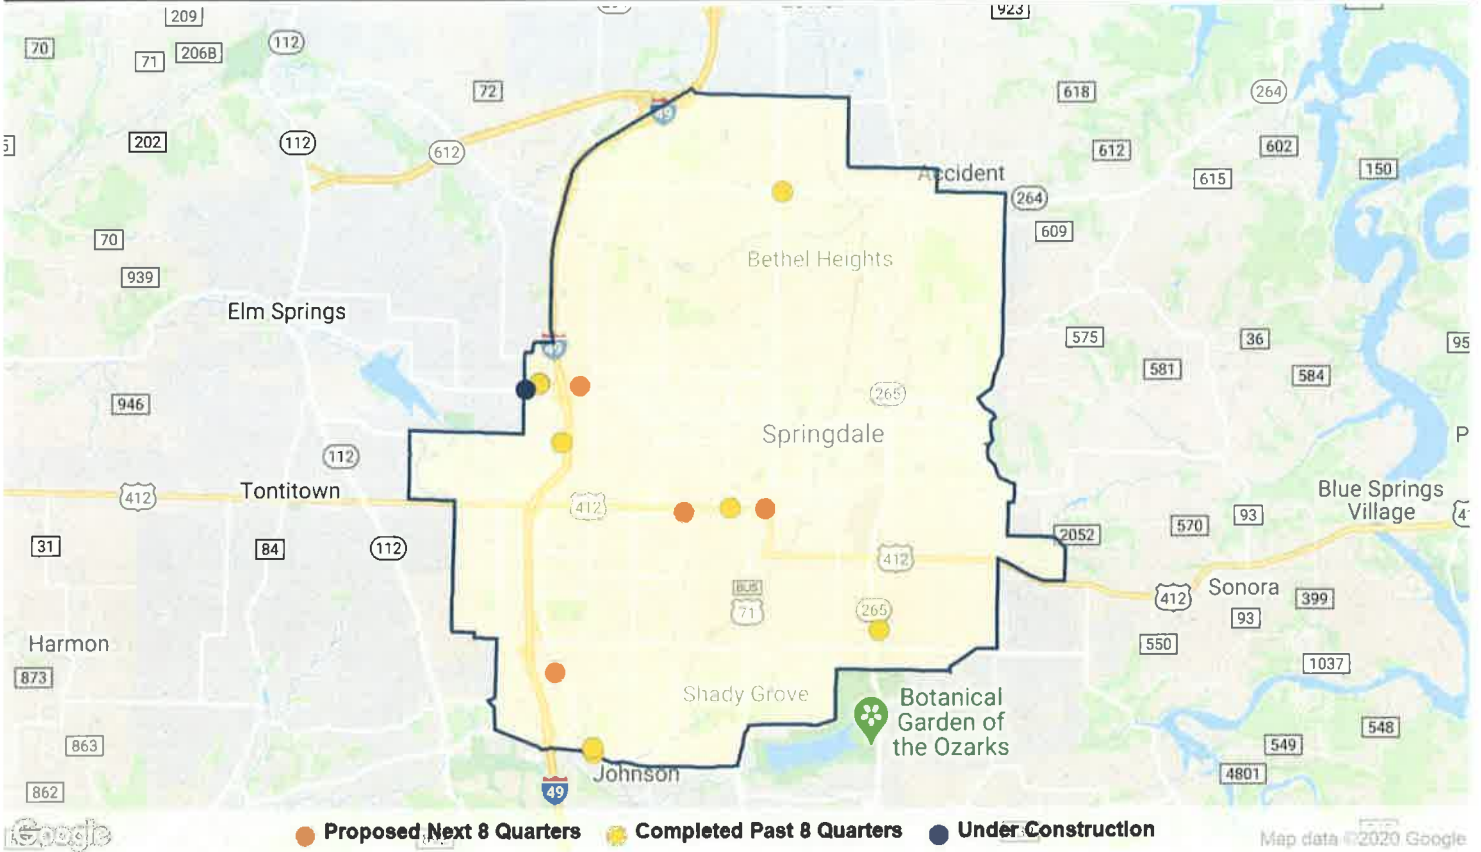 209
923
70
71
206B
112
72
618
264
49
202
112
612
612
602
150
Accident
264
615
609
70
939
Bethel Heights
Elm Springs
575
36
95
581
584
946
265
Springdale
112
412
Tontitown
412
Blue Springs
Village
93
570
31
84
112
2052
412
BUS
71
265
412
Sonora
399
93
550
Harmon
873
1037
Shady Grove
Botanical
Garden of
the Ozarks
548
863
549
Johnson
4801
49
862
Google
Proposed Next 8 Quarters
Completed Past 8 Quarters
Under Construction
Map data ©2020 Google